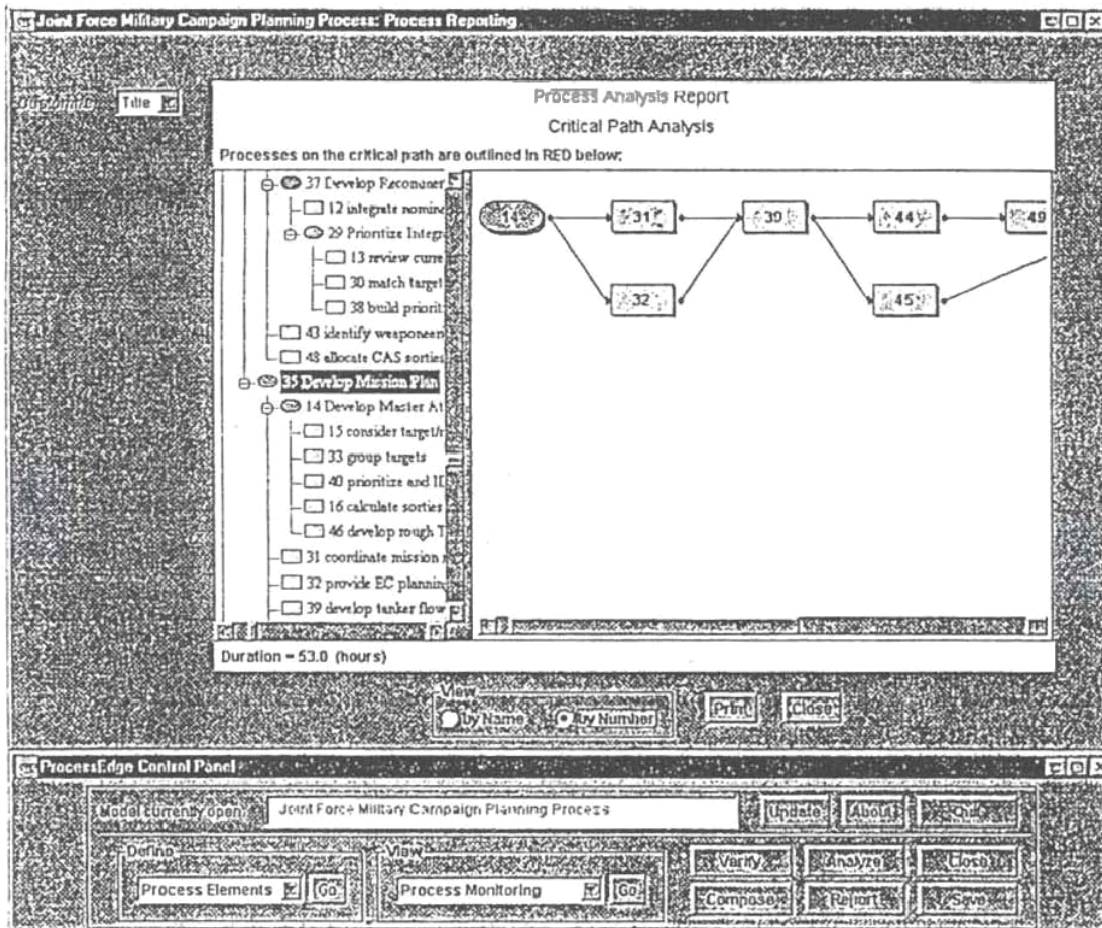 Joint Force Military Campaign Planning Process: Process Reporting
Title
Process Analysis Report
Critical Path Analysis
Processes on the critical path are outlined in RED below:
37 Develop Recommen
12 integrate nomina
29 Prioritize Integr
13 review curre
30 match target
38 build priorit
43 identify weaponeer
48 allocate CAS sorties
35 Develop Mission Plan
14 Develop Master At
15 consider target/r
33 group targets
40 prioritize and ID
16 calculate sorties
46 develop rough T
31 coordinate mission
32 provide EC plannin
39 develop tanker flow
14 31 39 44 49
32 45
Duration = 53.0 (hours)
View
by Name by Number Print Close
ProcessEdge Control Panel
Model currently open: Joint Force Military Campaign Planning Process Update About Quit
Define View
Verify Analyze Close
Process Elements Go Process Monitoring Go
Compose Report Save